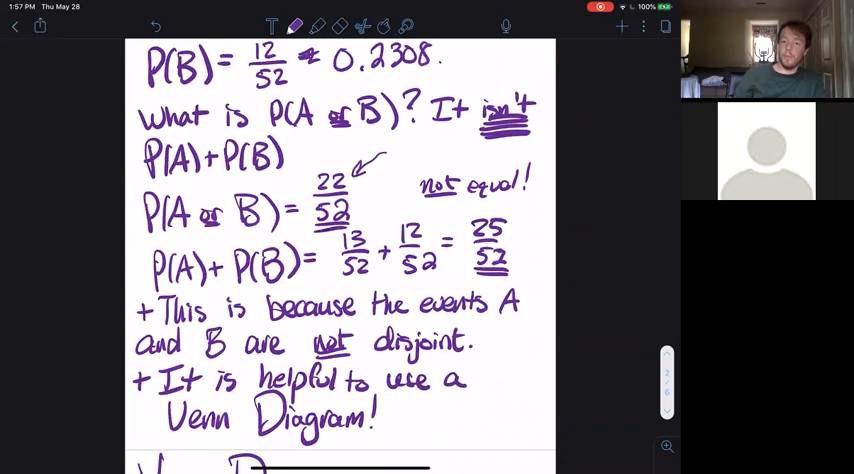 1:57 PM Thu May 28
100%
P(B) = 12/52 ≈ 0.2308.
What is P(A or B)? It isn't
P(A) + P(B)
P(A or B) = 22/52
not equal!
P(A) + P(B) = 13/52 + 12/52 = 25/52
+ This is because the events A
and B are not disjoint.
+ It is helpful to use a
Venn Diagram!
2
/
6